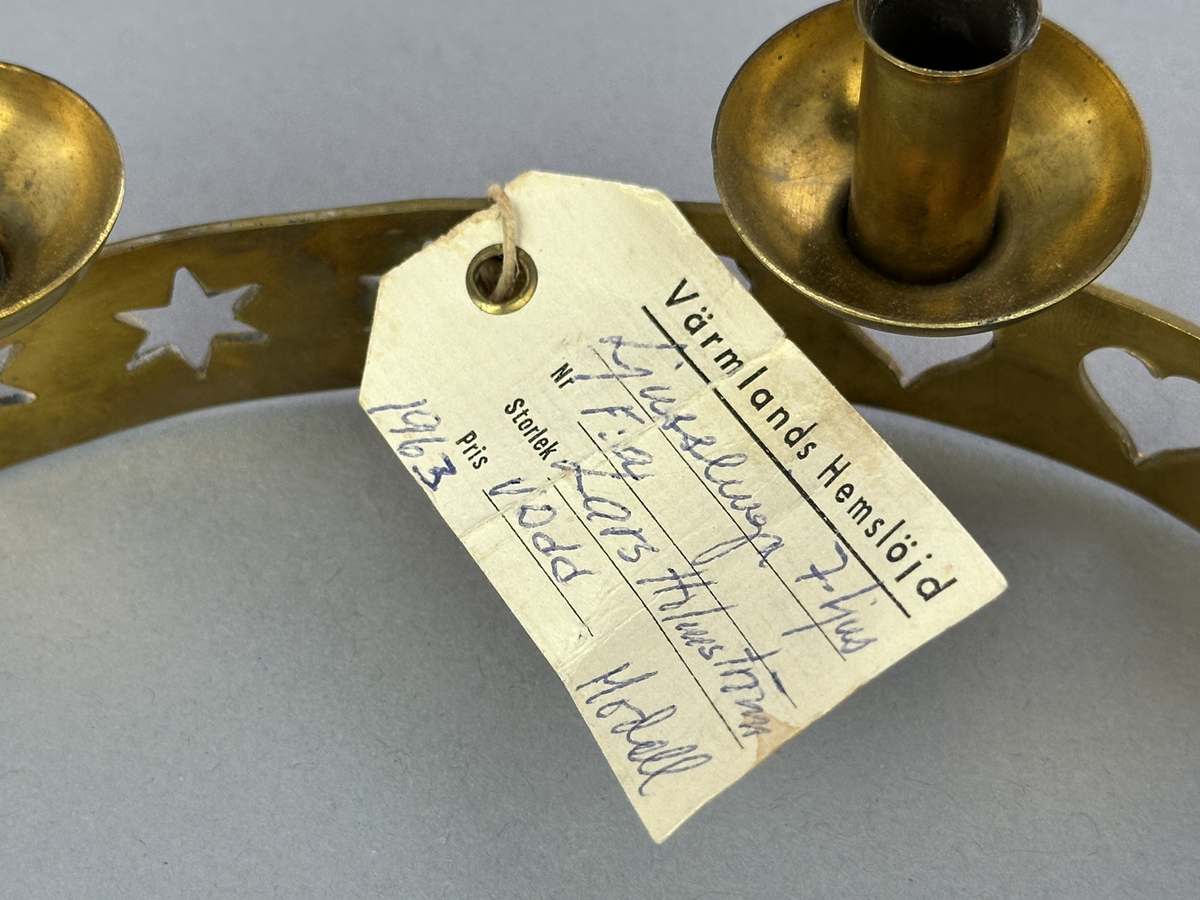 Värmlands Hemslöjd
Ljusslinga 7. ljus
Nr F:a
Storlek Lars Holmström
Pris
1963
Modell